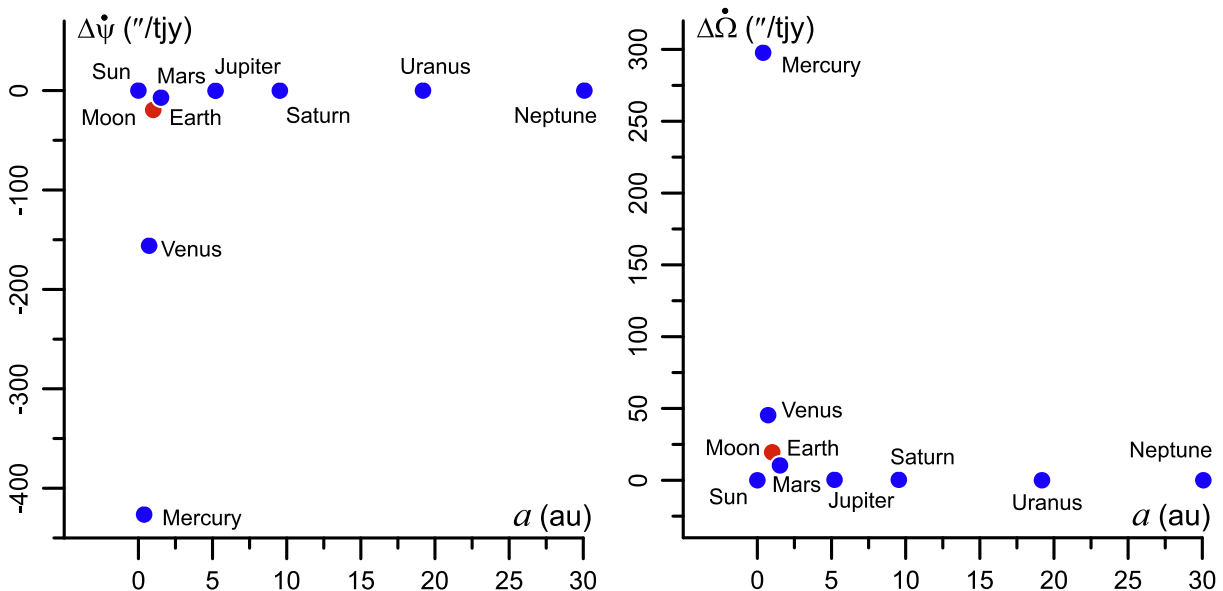 Δψ̇ (″/tjy)
Sun
Mars
Jupiter
Uranus
Moon
Earth
Saturn
Neptune
Venus
Mercury
0
-100
-200
-300
-400
a (au)
0 5 10 15 20 25 30
ΔΩ̇ (″/tjy)
Mercury
Venus
Moon
Earth
Saturn
Neptune
Sun
Mars
Jupiter
Uranus
300
250
200
150
100
50
0
a (au)
0 5 10 15 20 25 30